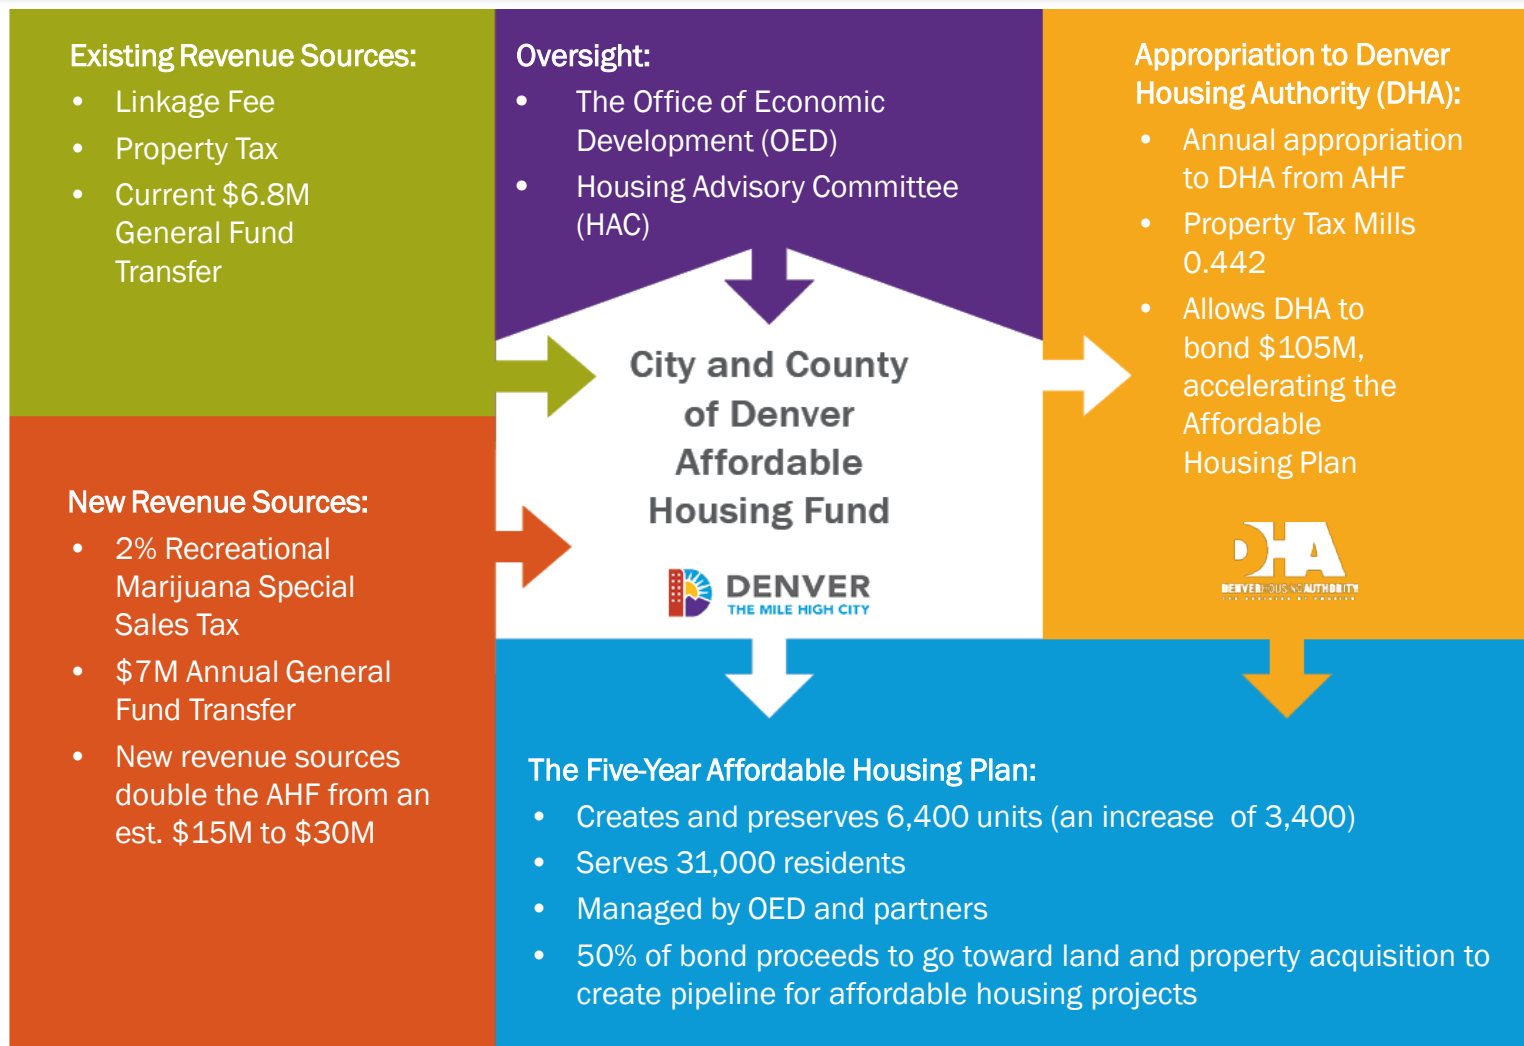 Existing Revenue Sources:
• Linkage Fee
• Property Tax
• Current $6.8M
General Fund
Transfer
Oversight:
• The Office of Economic
Development (OED)
• Housing Advisory Committee
(HAC)
Appropriation to Denver
Housing Authority (DHA):
• Annual appropriation
to DHA from AHF
• Property Tax Mills
0.442
• Allows DHA to
bond $105M,
accelerating the
Affordable
Housing Plan
DHA
DENVER HOUSING AUTHORITY
City and County
of Denver
Affordable
Housing Fund
DENVER
THE MILE HIGH CITY
New Revenue Sources:
• 2% Recreational
Marijuana Special
Sales Tax
• $7M Annual General
Fund Transfer
• New revenue sources
double the AHF from an
est. $15M to $30M
The Five-Year Affordable Housing Plan:
• Creates and preserves 6,400 units (an increase of 3,400)
• Serves 31,000 residents
• Managed by OED and partners
• 50% of bond proceeds to go toward land and property acquisition to
create pipeline for affordable housing projects